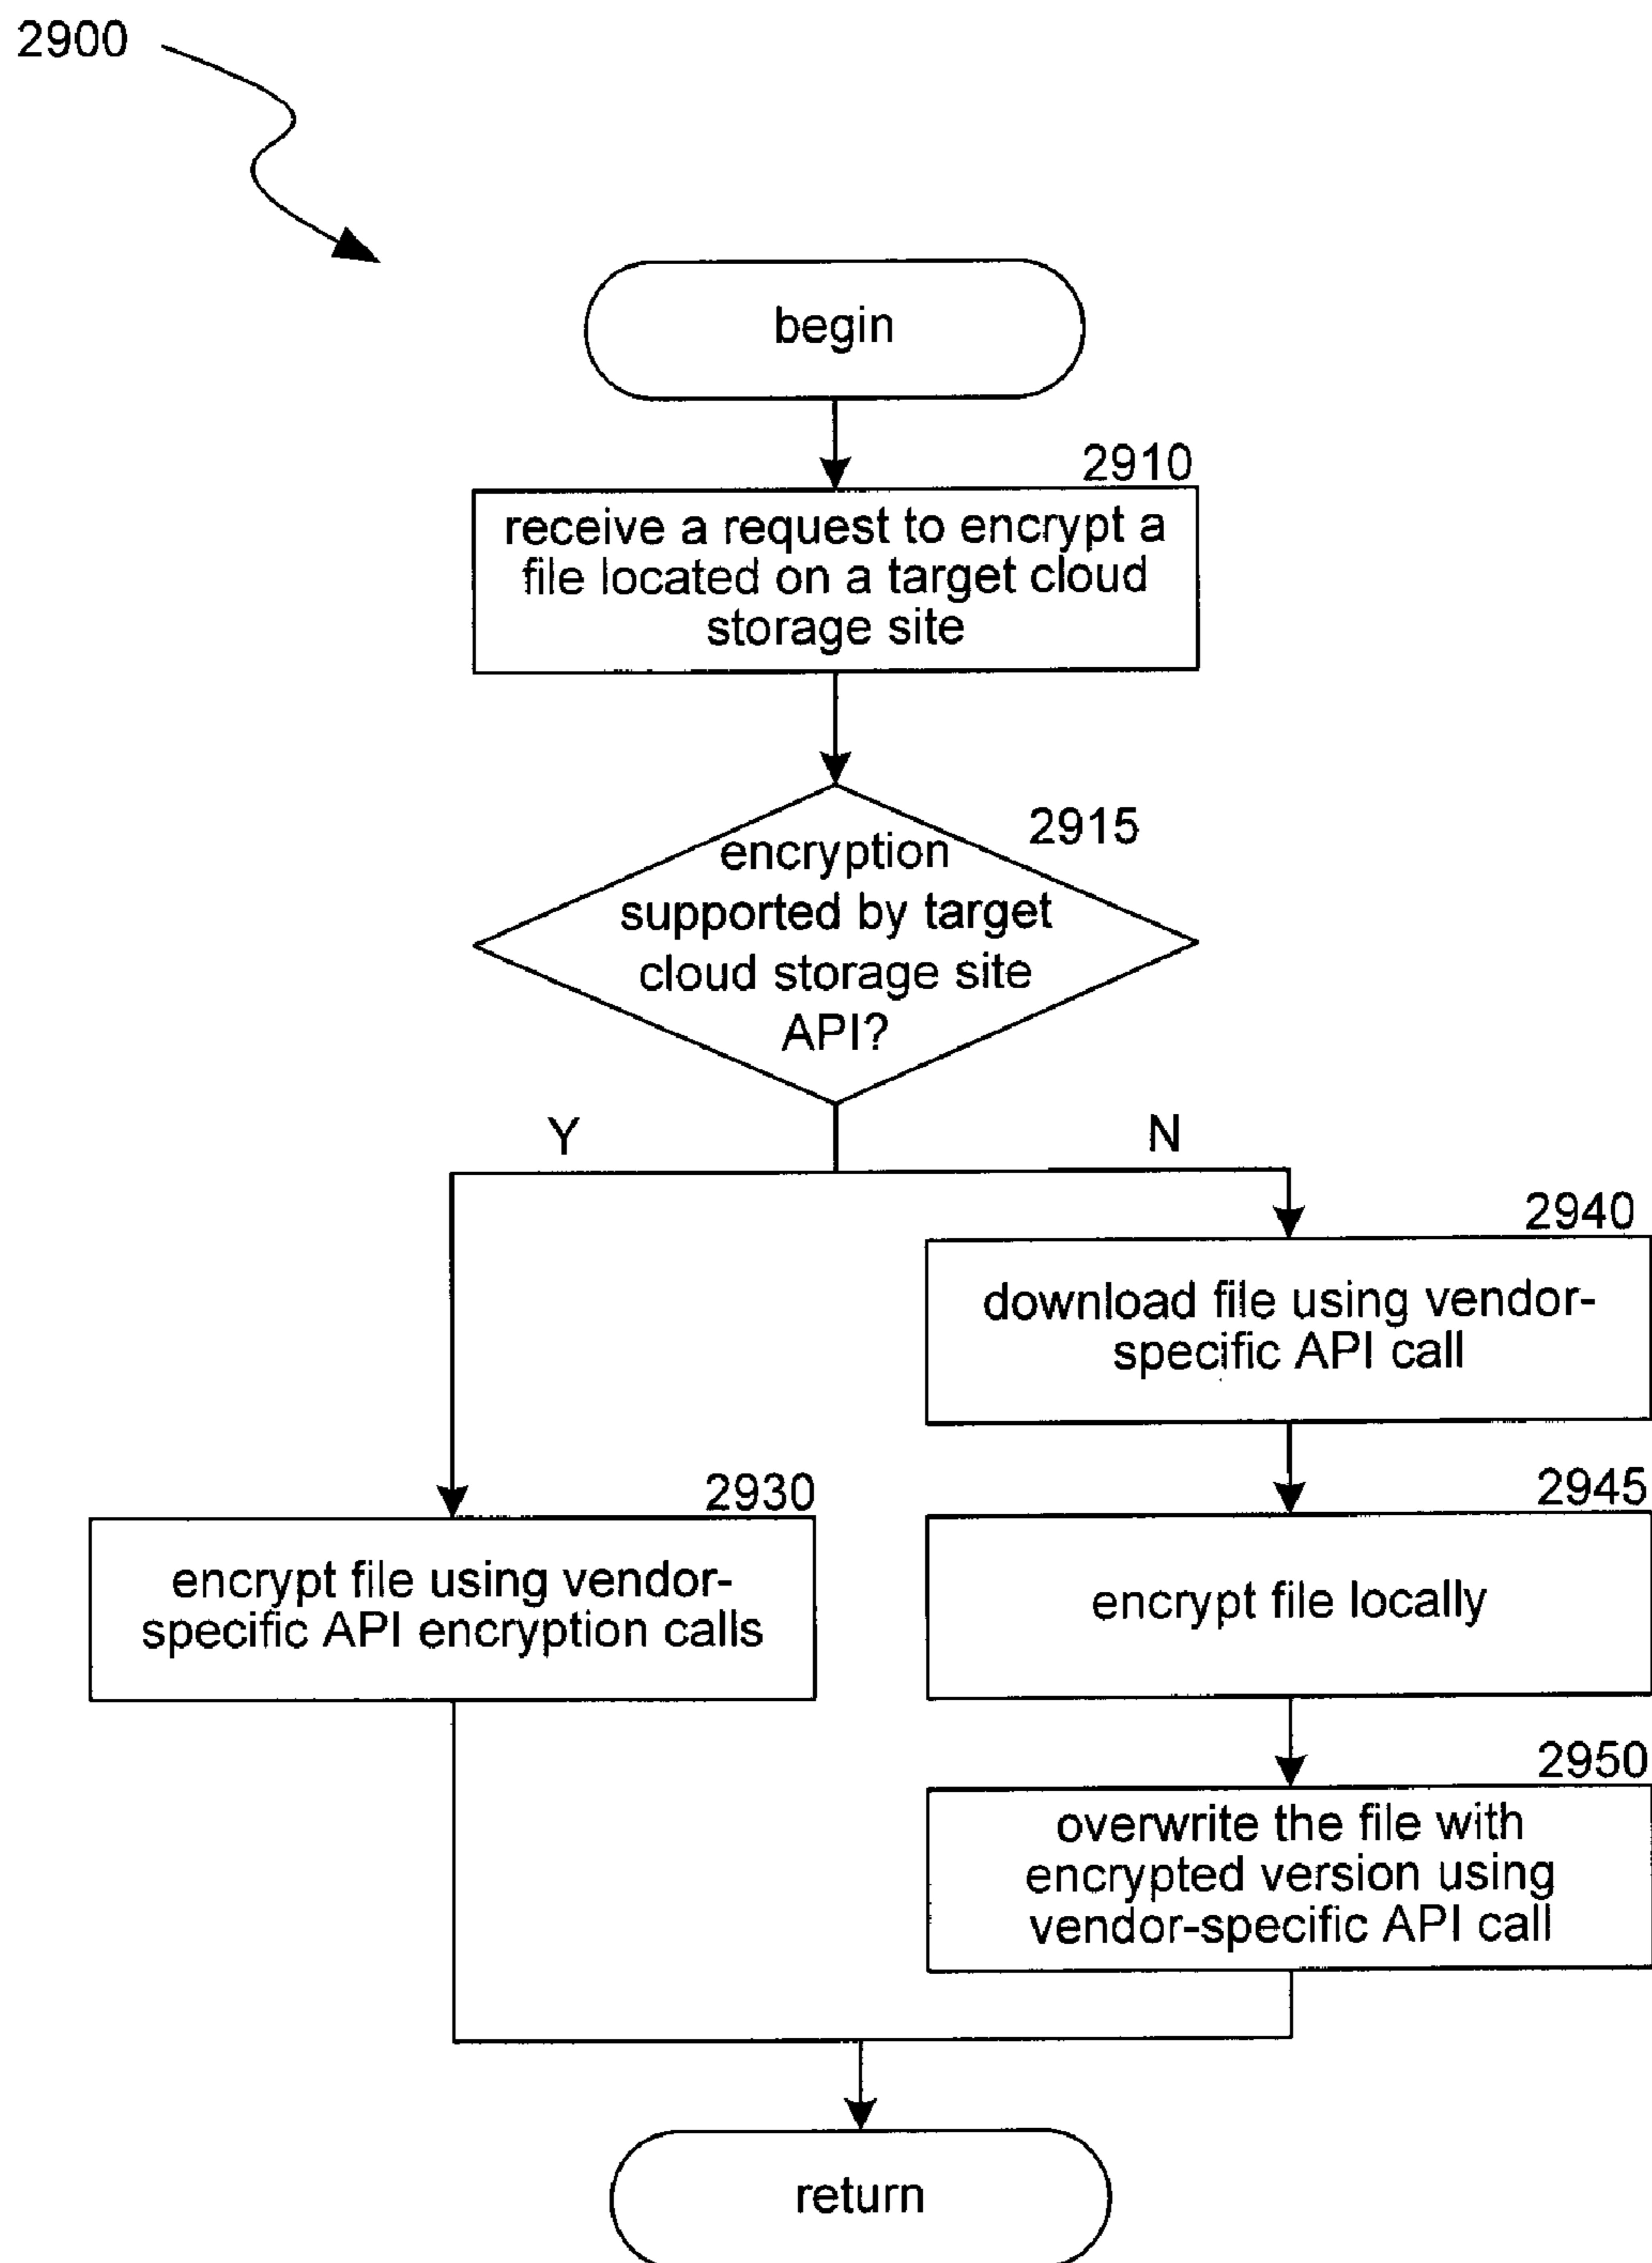 2900
begin
2910
receive a request to encrypt a
file located on a target cloud
storage site
2915
encryption
supported by target
cloud storage site
API?
Y
N
2940
download file using vendor-
specific API call
2930
encrypt file using vendor-
specific API encryption calls
2945
encrypt file locally
2950
overwrite the file with
encrypted version using
vendor-specific API call
return